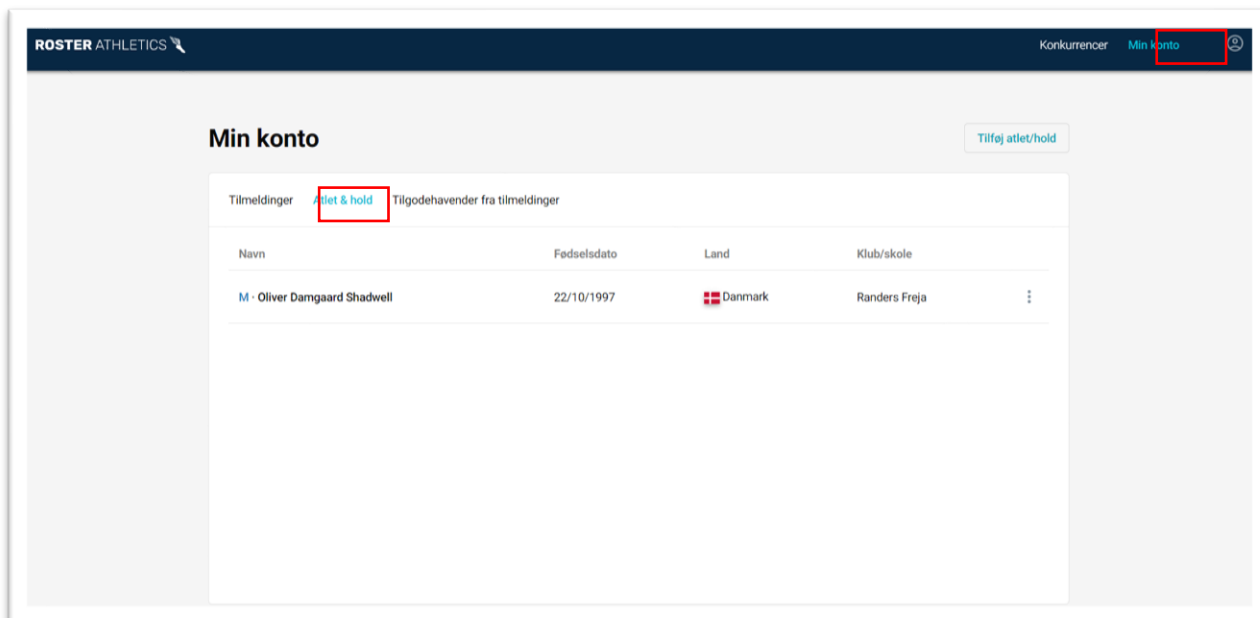 ROSTER ATHLETICS Konkurrencer Min konto
Min konto Tilføj atlet/hold
Tilmeldinger Atlet & hold Tilgodehavender fra tilmeldinger
Navn Fødselsdato Land Klub/skole
M · Oliver Damgaard Shadwell 22/10/1997 Danmark Randers Freja